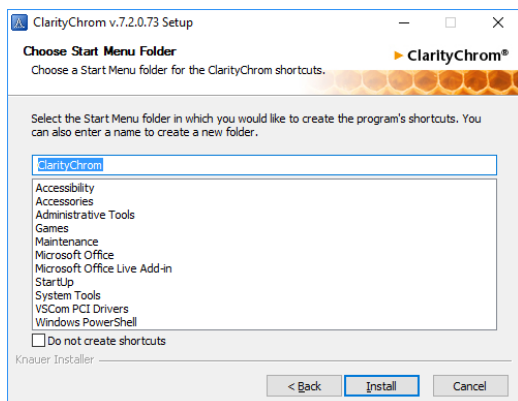 ClarityChrom v.7.2.0.73 Setup
Choose Start Menu Folder
Choose a Start Menu folder for the ClarityChrom shortcuts.
ClarityChrom®
Select the Start Menu folder in which you would like to create the program's shortcuts. You
can also enter a name to create a new folder.
ClarityChrom
Accessibility
Accessories
Administrative Tools
Games
Maintenance
Microsoft Office
Microsoft Office Live Add-in
StartUp
System Tools
VSCom PCI Drivers
Windows PowerShell
Do not create shortcuts
Knauer Installer
< Back
Install
Cancel